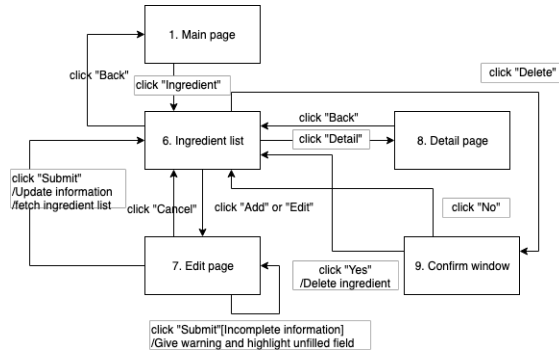 1. Main page
click "Back"
click "Ingredient"
click "Delete"
click "Back"
6. Ingredient list
click "Detail"
8. Detail page
click "Submit"
/Update information
/fetch ingredient list
click "Cancel"
click "Add" or "Edit"
click "No"
7. Edit page
click "Yes"
/Delete ingredient
9. Confirm window
click "Submit"[Incomplete information]
/Give warning and highlight unfilled field